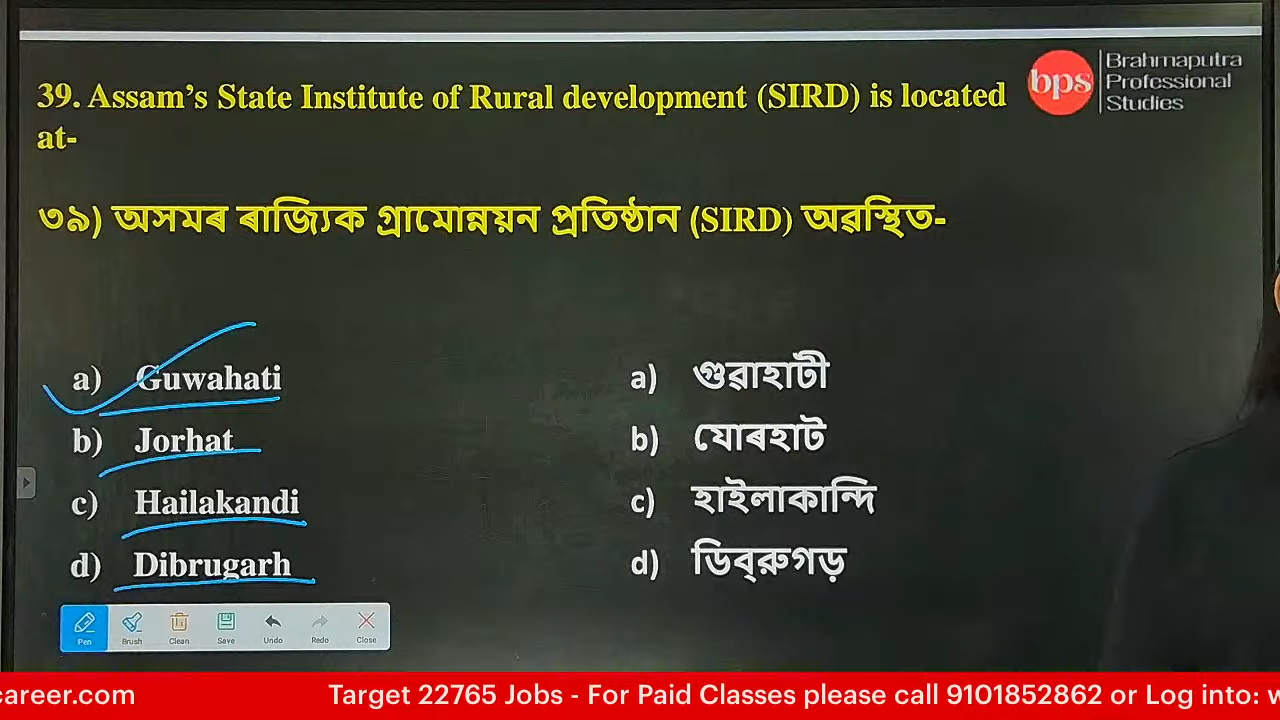 39. Assam's State Institute of Rural development (SIRD) is located
at-
bps
Brahmaputra
Professional
Studies
৩৯) অসমৰ ৰাজ্যিক গ্ৰামোন্নয়ন প্ৰতিষ্ঠান (SIRD) অৱস্থিত-
a) Guwahati
b) Jorhat
c) Hailakandi
d) Dibrugarh
a) গুৱাহাটী
b) যোৰহাট
c) হাইলাকান্দি
d) ডিব্রুগড়
Pen Brush Clean Save Undo Redo Close
career.com Target 22765 Jobs - For Paid Classes please call 9101852862 or Log into: w